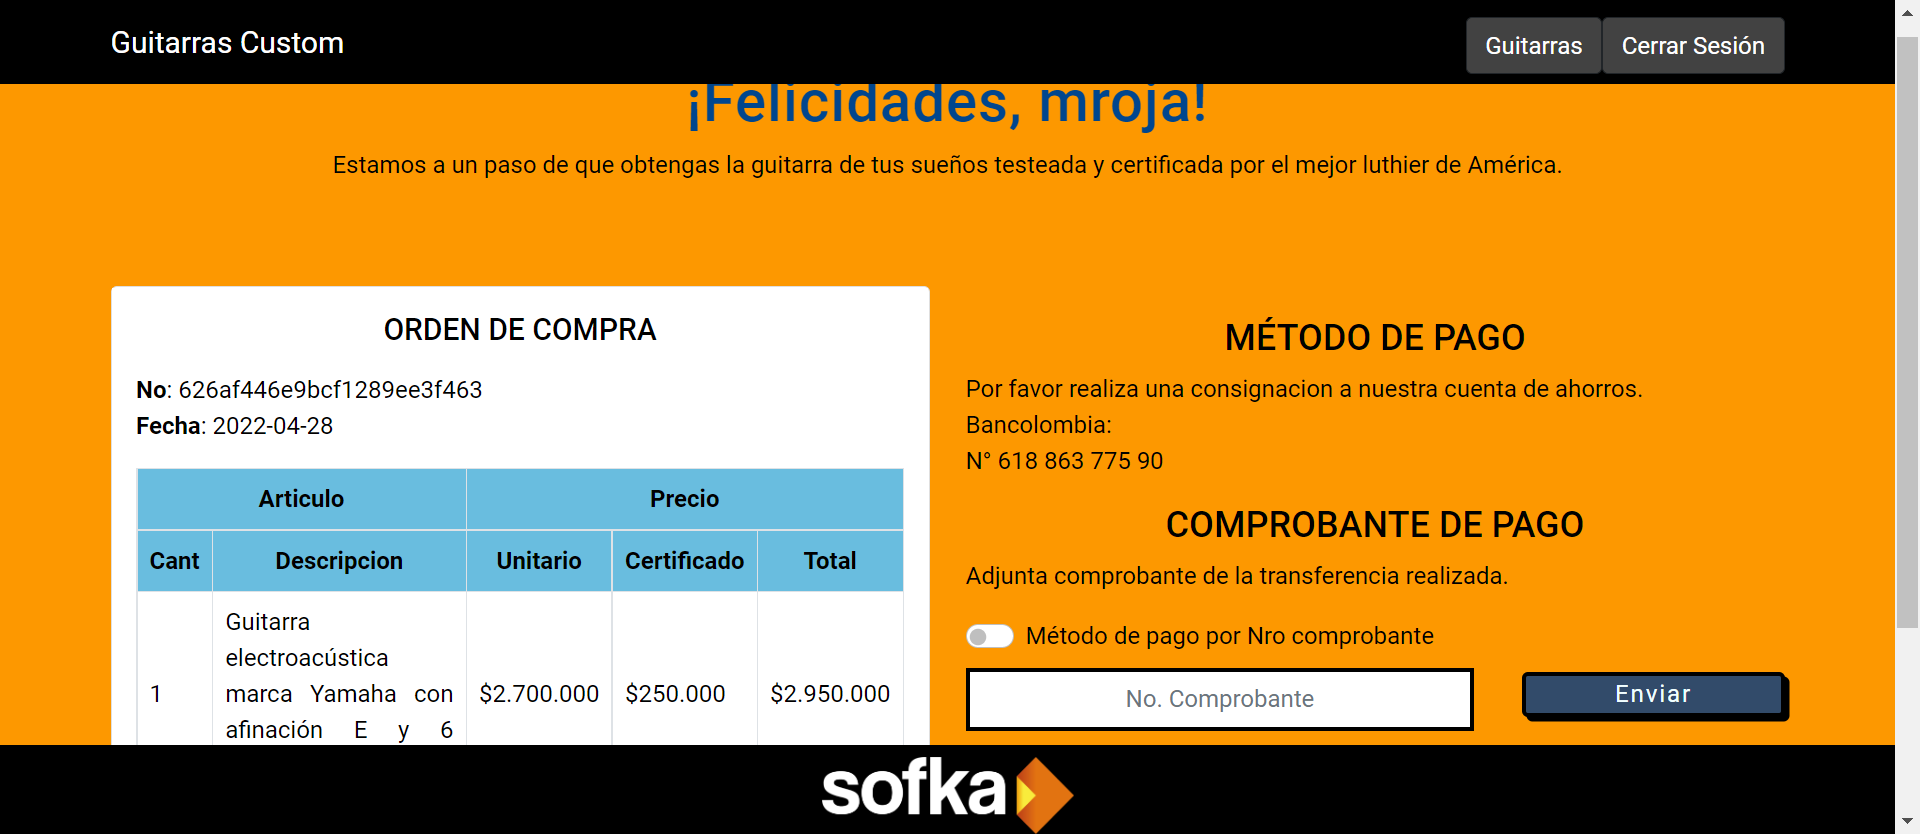 Guitarras Custom
Guitarras
Cerrar Sesión
¡Felicidades, mroja!
Estamos a un paso de que obtengas la guitarra de tus sueños testeada y certificada por el mejor luthier de América.
ORDEN DE COMPRA
No: 626af446e9bcf1289ee3f463
Fecha: 2022-04-28
Articulo Precio
Cant Descripcion Unitario Certificado Total
Guitarra
electroacústica
marca Yamaha con
1 $2.700.000 $250.000 $2.950.000
afinación E y 6
MÉTODO DE PAGO
Por favor realiza una consignacion a nuestra cuenta de ahorros.
Bancolombia:
N° 618 863 775 90
COMPROBANTE DE PAGO
Adjunta comprobante de la transferencia realizada.
Método de pago por Nro comprobante
No. Comprobante
Enviar
sofka